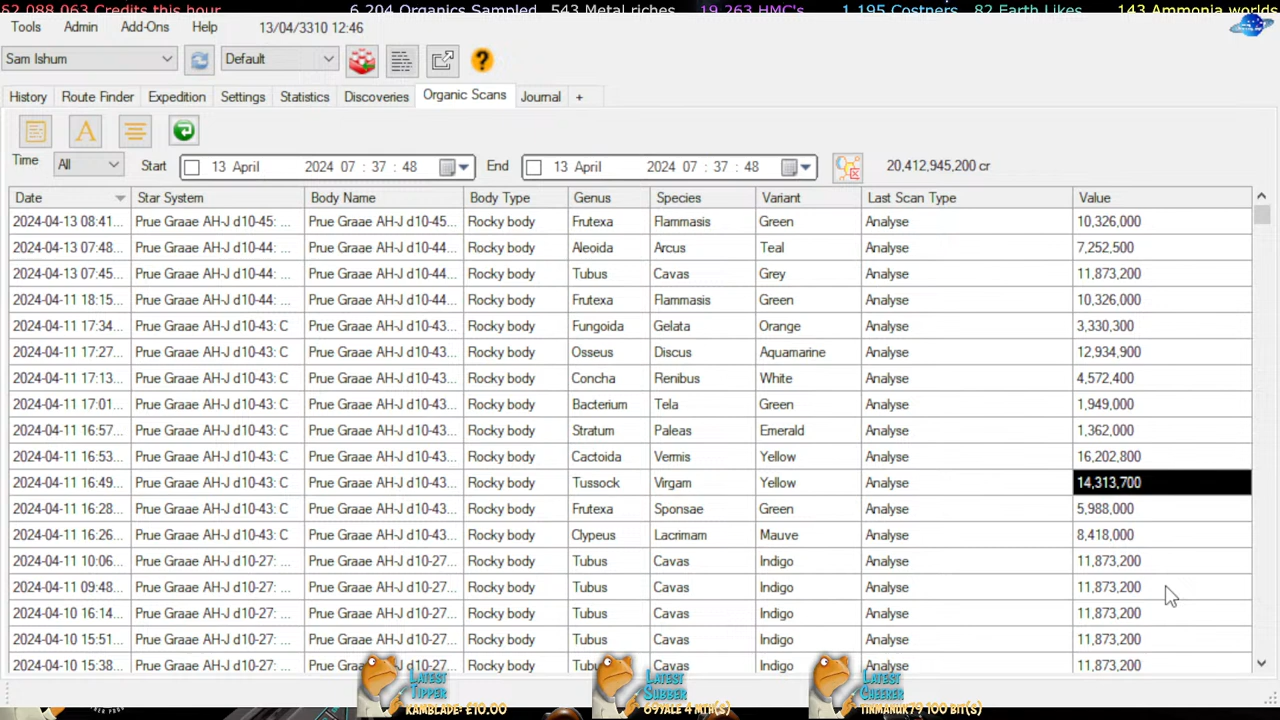 62,088,063 Credits this hour 6,204 Organics Sampled 543 Metal riches 19,263 HMC's 1,195 Costners 82 Earth Likes 143 Ammonia worlds
Tools Admin Add-Ons Help 13/04/3310 12:46
Sam Ishum Default ?
History Route Finder Expedition Settings Statistics Discoveries Organic Scans Journal +
A
Time All Start 13 April 2024 07 : 37 : 48 End 13 April 2024 07 : 37 : 48 20,412,945,200 cr
Date Star System Body Name Body Type Genus Species Variant Last Scan Type Value
2024-04-13 08:41... Prue Graae AH-J d10-45: ... Prue Graae AH-J d10-45... Rocky body Frutexa Flammasis Green Analyse 10,326,000
2024-04-13 07:48... Prue Graae AH-J d10-44: ... Prue Graae AH-J d10-44... Rocky body Aleoida Arcus Teal Analyse 7,252,500
2024-04-13 07:45... Prue Graae AH-J d10-44: ... Prue Graae AH-J d10-44... Rocky body Tubus Cavas Grey Analyse 11,873,200
2024-04-11 18:15... Prue Graae AH-J d10-44: ... Prue Graae AH-J d10-44... Rocky body Frutexa Flammasis Green Analyse 10,326,000
2024-04-11 17:34... Prue Graae AH-J d10-43: C Prue Graae AH-J d10-43... Rocky body Fungoida Gelata Orange Analyse 3,330,300
2024-04-11 17:27... Prue Graae AH-J d10-43: C Prue Graae AH-J d10-43... Rocky body Osseus Discus Aquamarine Analyse 12,934,900
2024-04-11 17:13... Prue Graae AH-J d10-43: C Prue Graae AH-J d10-43... Rocky body Concha Renibus White Analyse 4,572,400
2024-04-11 17:01... Prue Graae AH-J d10-43: C Prue Graae AH-J d10-43... Rocky body Bacterium Tela Green Analyse 1,949,000
2024-04-11 16:57... Prue Graae AH-J d10-43: C Prue Graae AH-J d10-43... Rocky body Stratum Paleas Emerald Analyse 1,362,000
2024-04-11 16:53... Prue Graae AH-J d10-43: C Prue Graae AH-J d10-43... Rocky body Cactoida Vermis Yellow Analyse 16,202,800
2024-04-11 16:49... Prue Graae AH-J d10-43: C Prue Graae AH-J d10-43... Rocky body Tussock Virgam Yellow Analyse 14,313,700
2024-04-11 16:28... Prue Graae AH-J d10-43: C Prue Graae AH-J d10-43... Rocky body Frutexa Sponsae Green Analyse 5,988,000
2024-04-11 16:26... Prue Graae AH-J d10-43: C Prue Graae AH-J d10-43... Rocky body Clypeus Lacrimam Mauve Analyse 8,418,000
2024-04-11 10:06... Prue Graae AH-J d10-27: ... Prue Graae AH-J d10-27... Rocky body Tubus Cavas Indigo Analyse 11,873,200
2024-04-11 09:48... Prue Graae AH-J d10-27: ... Prue Graae AH-J d10-27... Rocky body Tubus Cavas Indigo Analyse 11,873,200
2024-04-10 16:14... Prue Graae AH-J d10-27: ... Prue Graae AH-J d10-27... Rocky body Tubus Cavas Indigo Analyse 11,873,200
2024-04-10 15:51... Prue Graae AH-J d10-27: ... Prue Graae AH-J d10-27... Rocky body Tubus Cavas Indigo Analyse 11,873,200
2024-04-10 15:38... Prue Graae AH-J d10-27: ... Prue Graae AH-J d10-27... Rocky body Tubus Cavas Indigo Analyse 11,873,200
LATEST TIPPER
KAMBLADE: £10.00
LATEST SUBBER
69YALE 4 MTH(S)
LATEST CHEERER
TINMANUK79 100 BIT(S)